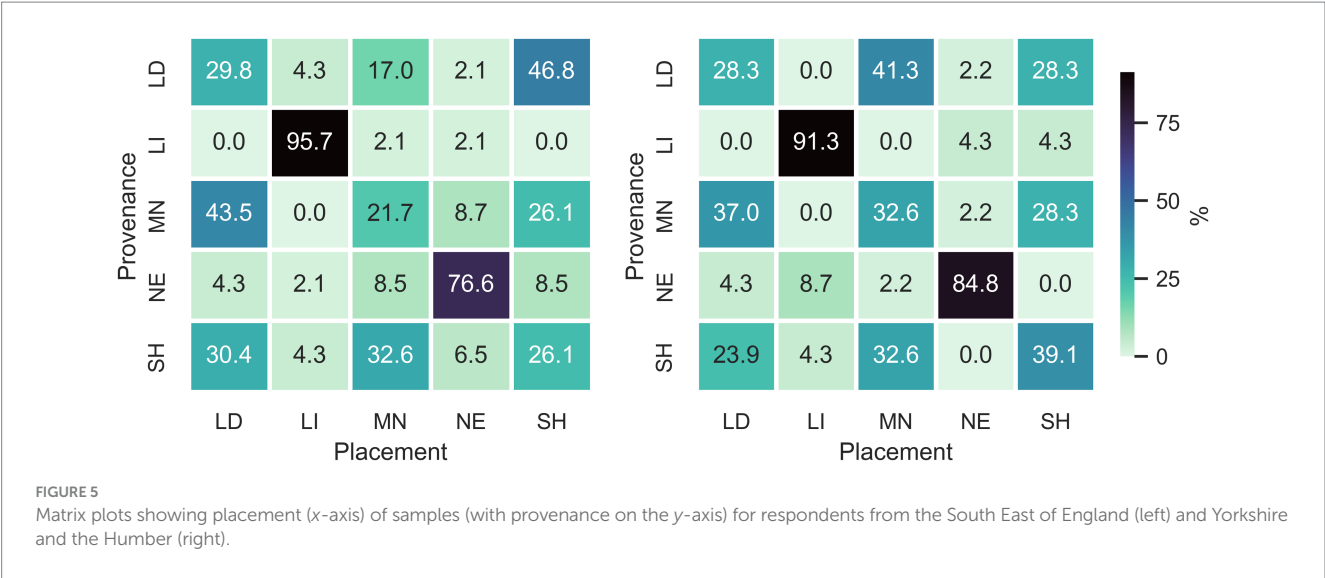 LD 29.8 4.3 17.0 2.1 46.8
LI 0.0 95.7 2.1 2.1 0.0
MN 43.5 0.0 21.7 8.7 26.1
NE 4.3 2.1 8.5 76.6 8.5
SH 30.4 4.3 32.6 6.5 26.1
LD LI MN NE SH
Provenance
Placement
LD 28.3 0.0 41.3 2.2 28.3
LI 0.0 91.3 0.0 4.3 4.3
MN 37.0 0.0 32.6 2.2 28.3
NE 4.3 8.7 2.2 84.8 0.0
SH 23.9 4.3 32.6 0.0 39.1
LD LI MN NE SH
Provenance
Placement
75
50
25
0
%
FIGURE 5
Matrix plots showing placement (x-axis) of samples (with provenance on the y-axis) for respondents from the South East of England (left) and Yorkshire
and the Humber (right).